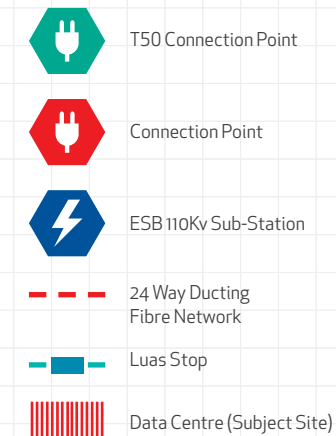 T50 Connection Point
Connection Point
ESB 110Kv Sub-Station
24 Way Ducting
Fibre Network
Luas Stop
Data Centre (Subject Site)